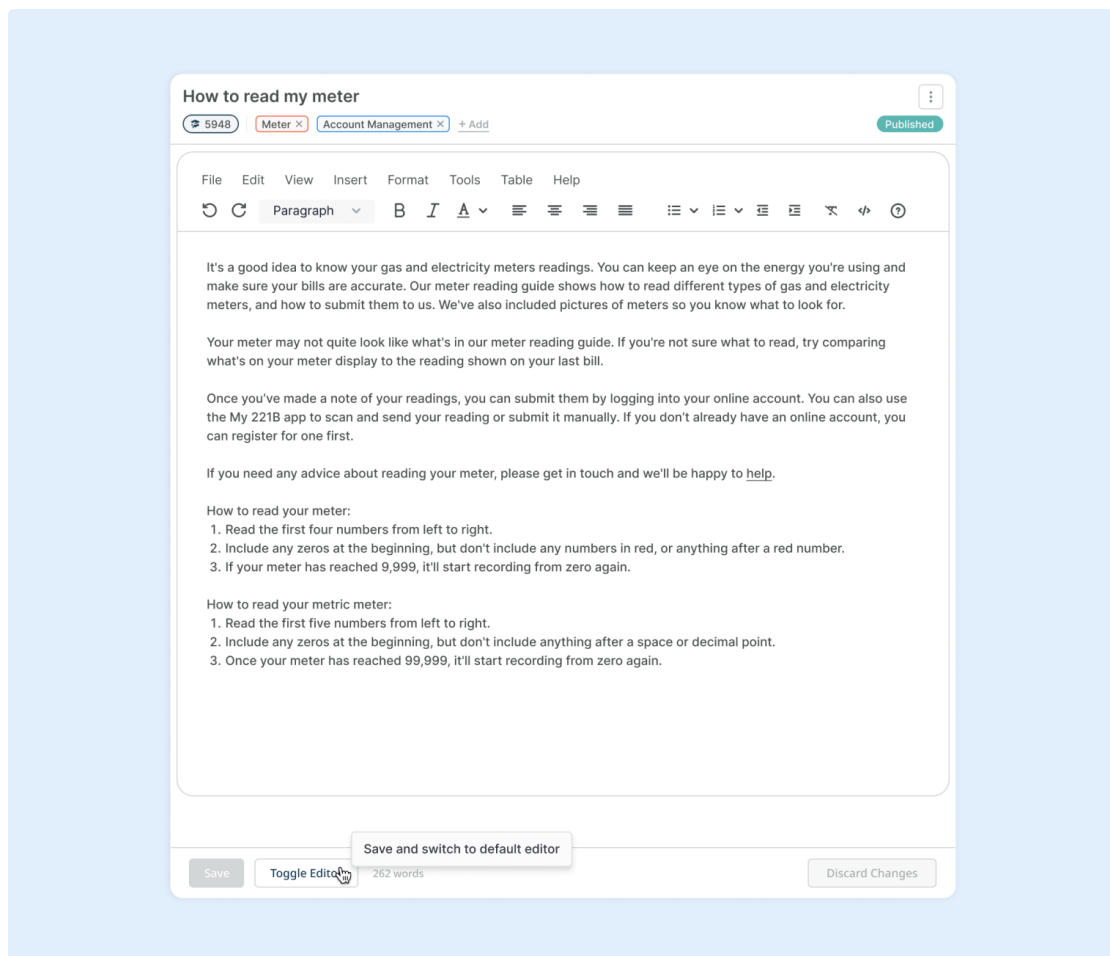 How to read my meter
5948 Meter Account Management + Add Published
File Edit View Insert Format Tools Table Help
Paragraph B I A
It's a good idea to know your gas and electricity meters readings. You can keep an eye on the energy you're using and
make sure your bills are accurate. Our meter reading guide shows how to read different types of gas and electricity
meters, and how to submit them to us. We've also included pictures of meters so you know what to look for.
Your meter may not quite look like what's in our meter reading guide. If you're not sure what to read, try comparing
what's on your meter display to the reading shown on your last bill.
Once you've made a note of your readings, you can submit them by logging into your online account. You can also use
the My 221B app to scan and send your reading or submit it manually. If you don't already have an online account, you
can register for one first.
If you need any advice about reading your meter, please get in touch and we'll be happy to help.
How to read your meter:
1. Read the first four numbers from left to right.
2. Include any zeros at the beginning, but don't include any numbers in red, or anything after a red number.
3. If your meter has reached 9,999, it'll start recording from zero again.
How to read your metric meter:
1. Read the first five numbers from left to right.
2. Include any zeros at the beginning, but don't include anything after a space or decimal point.
3. Once your meter has reached 99,999, it'll start recording from zero again.
Save and switch to default editor
Save Toggle Editor 262 words Discard Changes